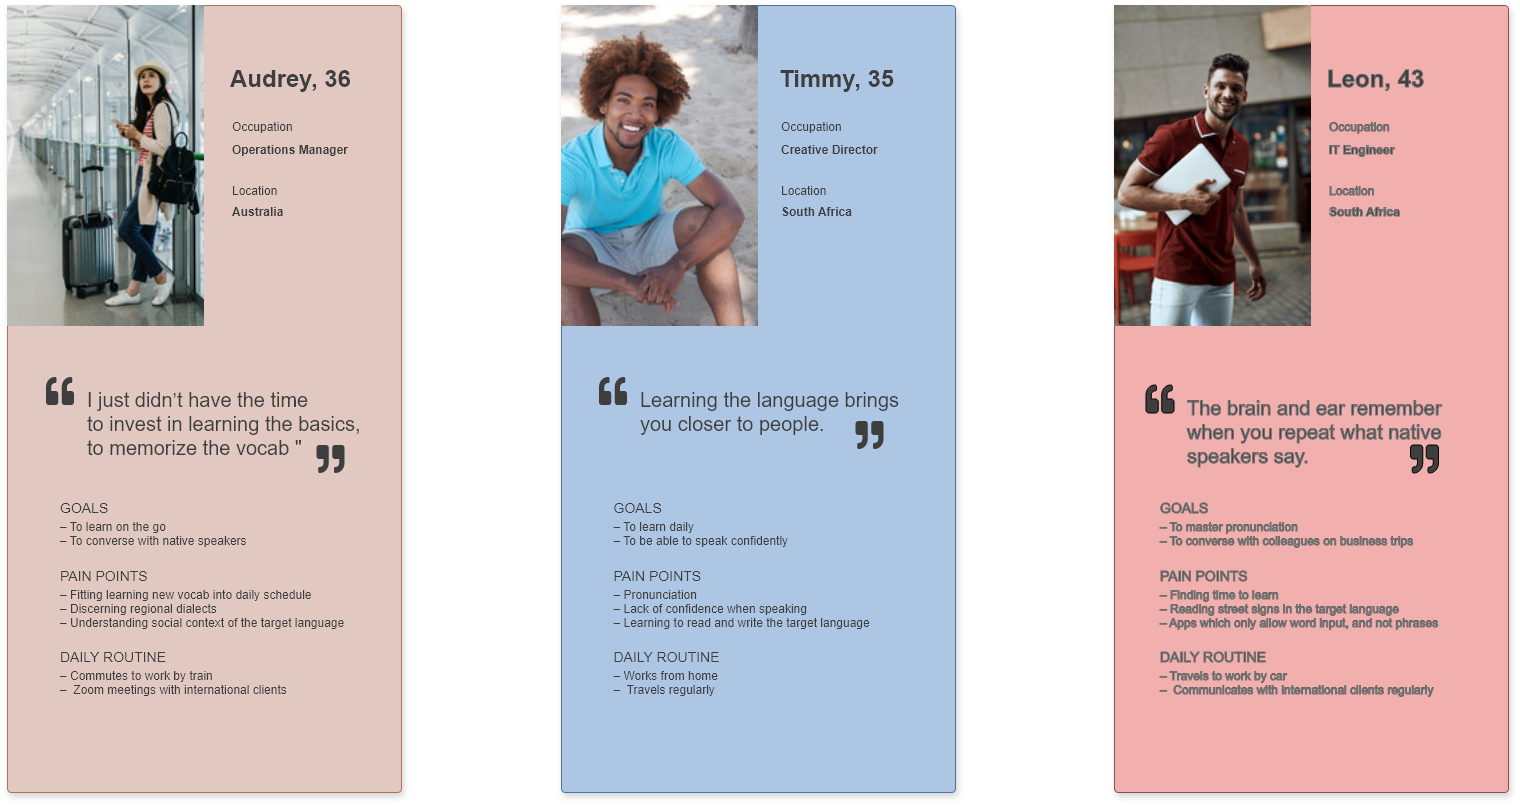 Audrey, 36
Occupation
Operations Manager
Location
Australia
“ I just didn’t have the time
to invest in learning the basics,
to memorize the vocab " ”
GOALS
– To learn on the go
– To converse with native speakers
PAIN POINTS
– Fitting learning new vocab into daily schedule
– Discerning regional dialects
– Understanding social context of the target language
DAILY ROUTINE
– Commutes to work by train
– Zoom meetings with international clients
Timmy, 35
Occupation
Creative Director
Location
South Africa
“ Learning the language brings
you closer to people. ”
GOALS
– To learn daily
– To be able to speak confidently
PAIN POINTS
– Pronunciation
– Lack of confidence when speaking
– Learning to read and write the target language
DAILY ROUTINE
– Works from home
– Travels regularly
Leon, 43
Occupation
IT Engineer
Location
South Africa
“ The brain and ear remember
when you repeat what native
speakers say. ”
GOALS
– To master pronunciation
– To converse with colleagues on business trips
PAIN POINTS
– Finding time to learn
– Reading street signs in the target language
– Apps which only allow word input, and not phrases
DAILY ROUTINE
– Travels to work by car
– Communicates with international clients regularly